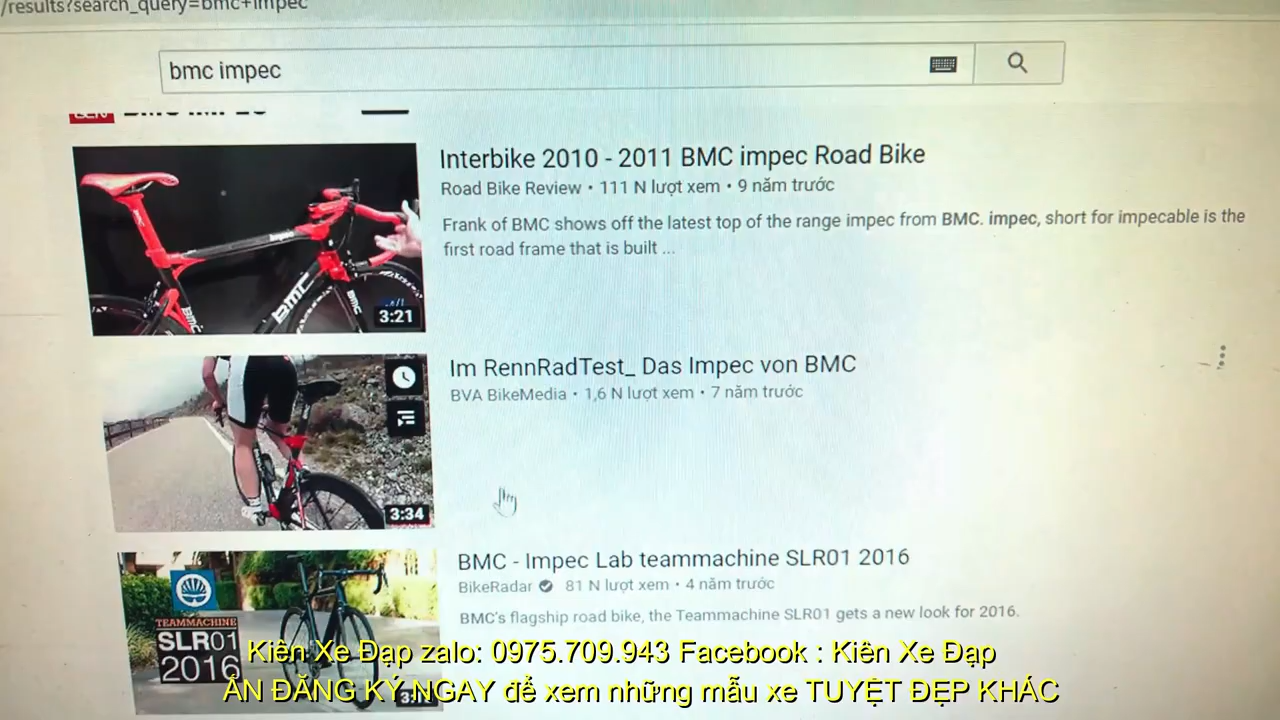 /results?search_query=bmc+impec
bmc impec
Interbike 2010 - 2011 BMC impec Road Bike
Road Bike Review • 111 N lượt xem • 9 năm trước
Frank of BMC shows off the latest top of the range impec from BMC. impec, short for impecable is the
first road frame that is built ...
impec
BMC
BMC
BMC
3:21
Im RennRadTest_ Das Impec von BMC
BVA BikeMedia • 1,6 N lượt xem • 7 năm trước
3:34
BMC - Impec Lab teammachine SLR01 2016
BikeRadar 81 N lượt xem • 4 năm trước
BMC's flagship road bike, the Teammachine SLR01 gets a new look for 2016.
TEAMMACHINE
SLR01
2016
Kiên Xe Đạp zalo: 0975.709.943 Facebook : Kiên Xe Đạp
ẤN ĐĂNG KÝ NGAY để xem những mẫu xe TUYỆT ĐẸP KHÁC